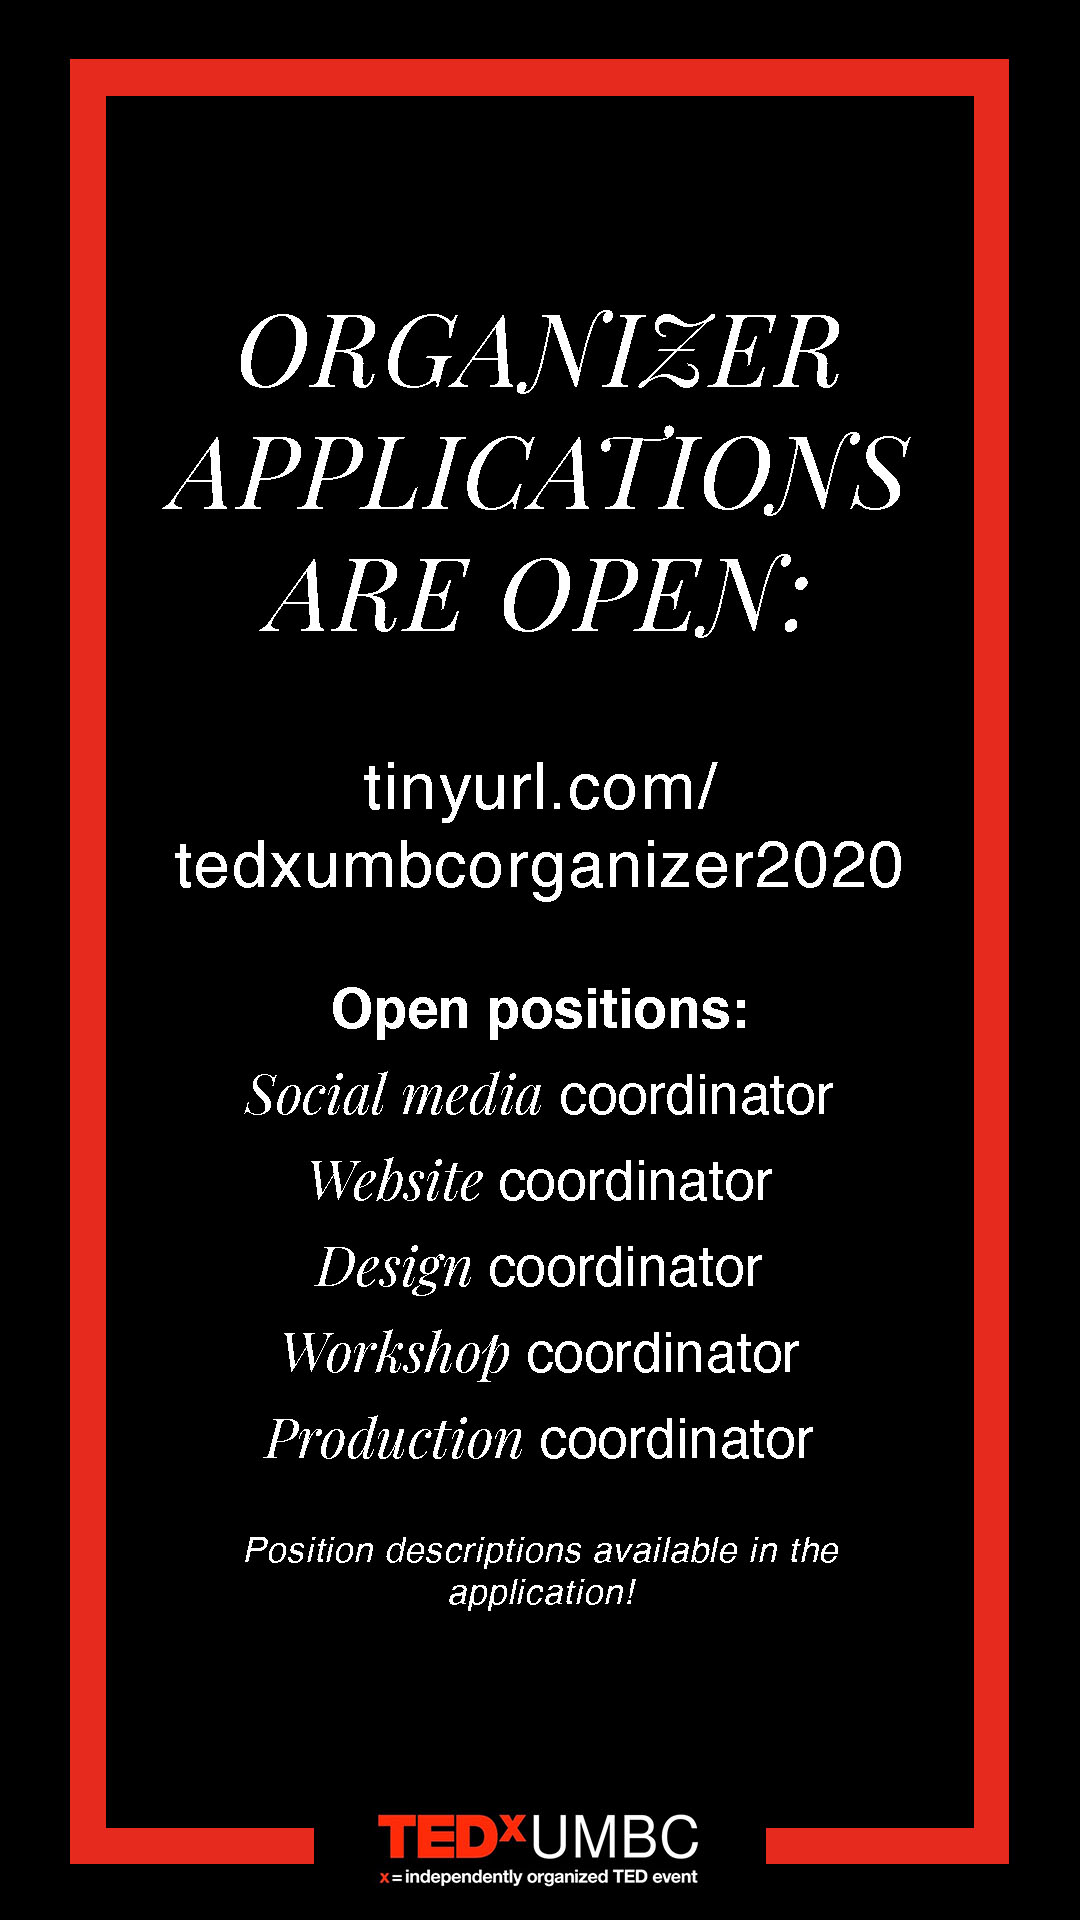 ORGANIZER
APPLICATIONS
ARE OPEN:
tinyurl.com/
tedxumbcorganizer2020
Open positions:
Social media coordinator
Website coordinator
Design coordinator
Workshop coordinator
Production coordinator
Position descriptions available in the
application!
TEDxUMBC
x = independently organized TED event